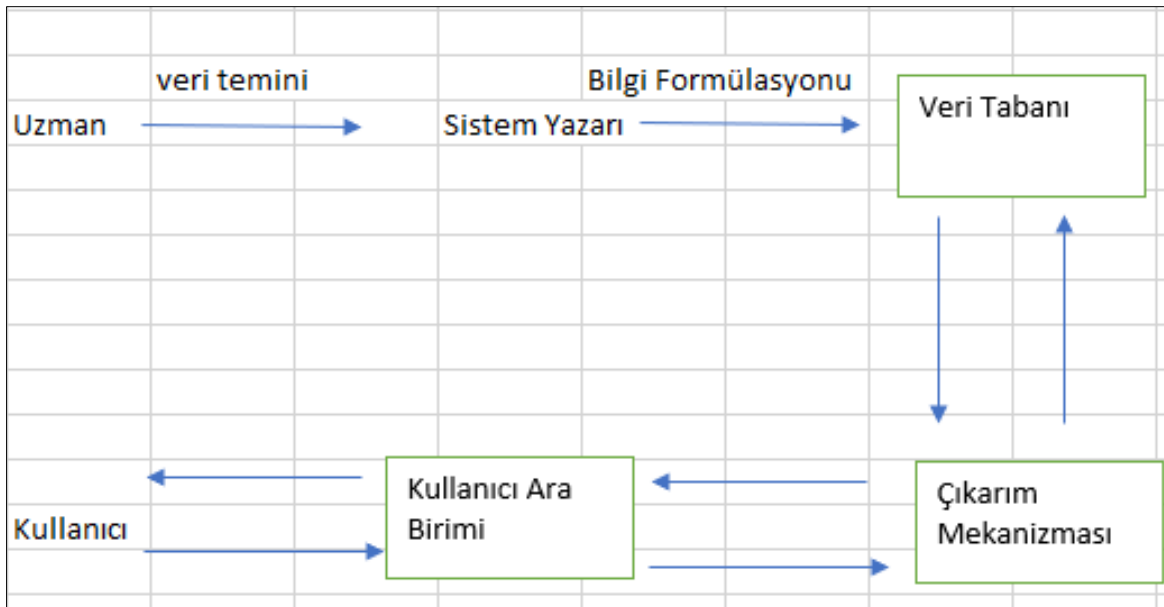 veri temini
Bilgi Formülasyonu
Uzman
Sistem Yazarı
Veri Tabanı
Kullanıcı Ara
Birimi
Çıkarım
Mekanizması
Kullanıcı